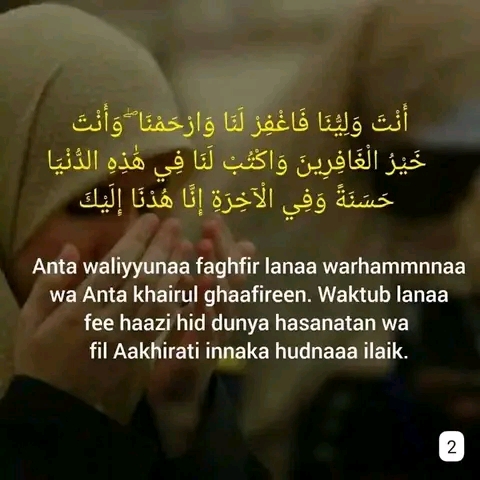 أَنْتَ وَلِيُّنَا فَاغْفِرْ لَنَا وَارْحَمْنَا ۖ وَأَنْتَ
خَيْرُ الْغَافِرِينَ وَاكْتُبْ لَنَا فِي هَٰذِهِ الدُّنْيَا
حَسَنَةً وَفِي الْآخِرَةِ إِنَّا هُدْنَا إِلَيْكَ
Anta waliyyunaa faghfir lanaa warhammnnaa
wa Anta khairul ghaafireen. Waktub lanaa
fee haazi hid dunya hasanatan wa
fil Aakhirati innaka hudnaaa ilaik.
2